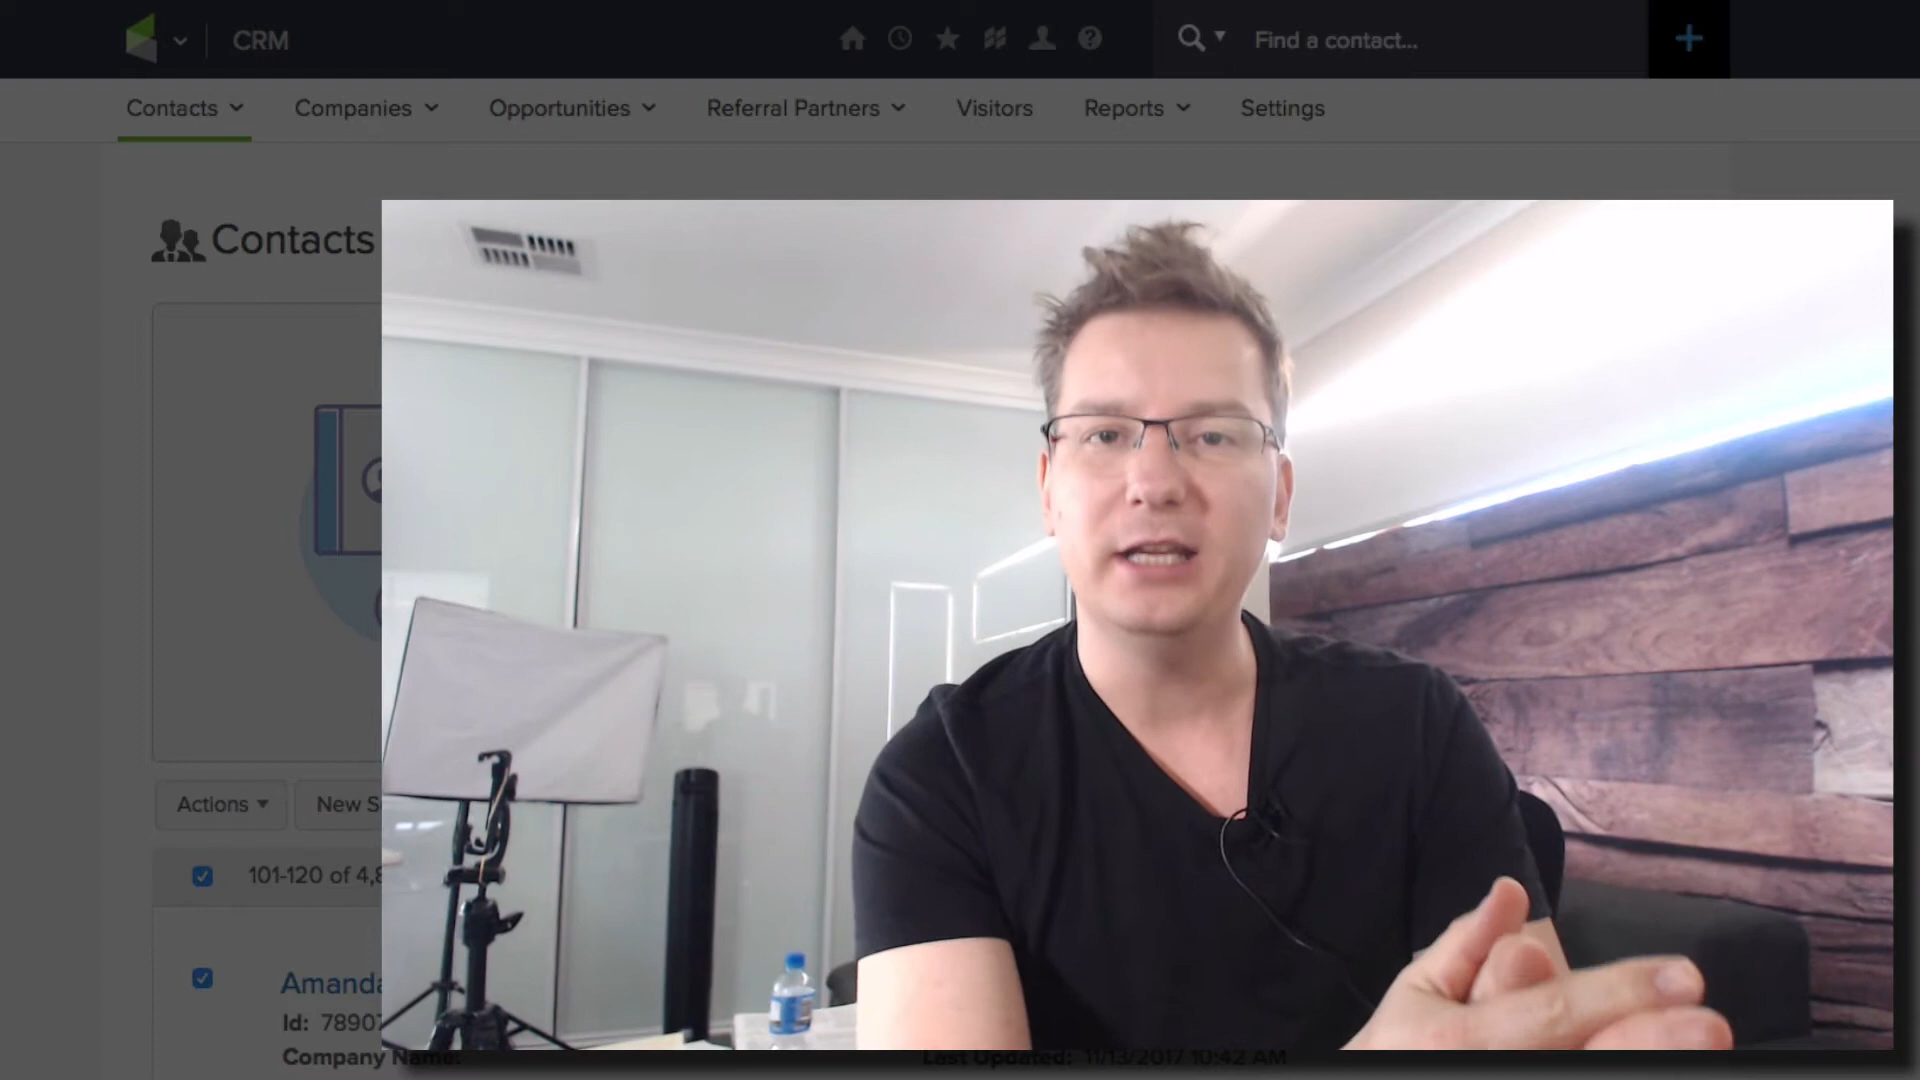 CRM
Find a contact...
Contacts
Companies
Opportunities
Referral Partners
Visitors
Reports
Settings
Contacts
Actions
New S
101-120 of 4,8
Amanda
Id: 7890
Company Name:
Last Updated: 11/13/2017 10:42 AM